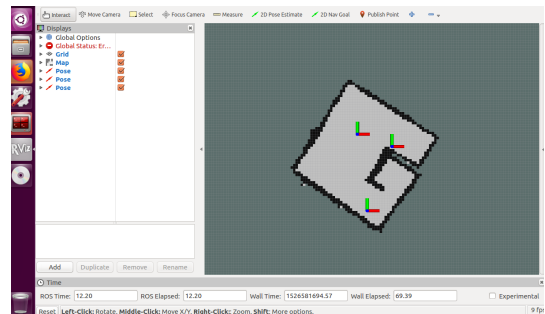 Interact Move Camera Select Focus Camera Measure 2D Pose Estimate 2D Nav Goal Publish Point
Displays
Global Options
Global Status: Er...
Grid
Map
Pose
Pose
Pose
RViz
Add Duplicate Remove Rename
Time
ROS Time: 12.20 ROS Elapsed: 12.20 Wall Time: 1526581694.57 Wall Elapsed: 69.39 Experimental
Reset Left-Click: Rotate. Middle-Click: Move X/Y. Right-Click: Zoom. Shift: More options. 9 fps